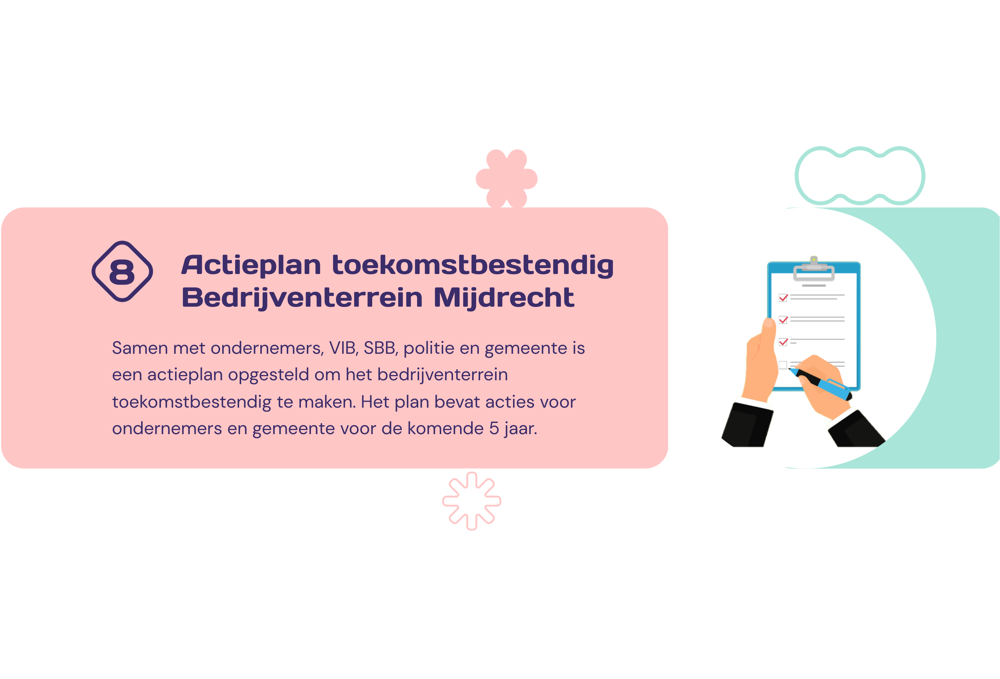 8
Actieplan toekomstbestendig
Bedrijventerrein Mijdrecht
Samen met ondernemers, VIB, SBB, politie en gemeente is
een actieplan opgesteld om het bedrijventerrein
toekomstbestendig te maken. Het plan bevat acties voor
ondernemers en gemeente voor de komende 5 jaar.